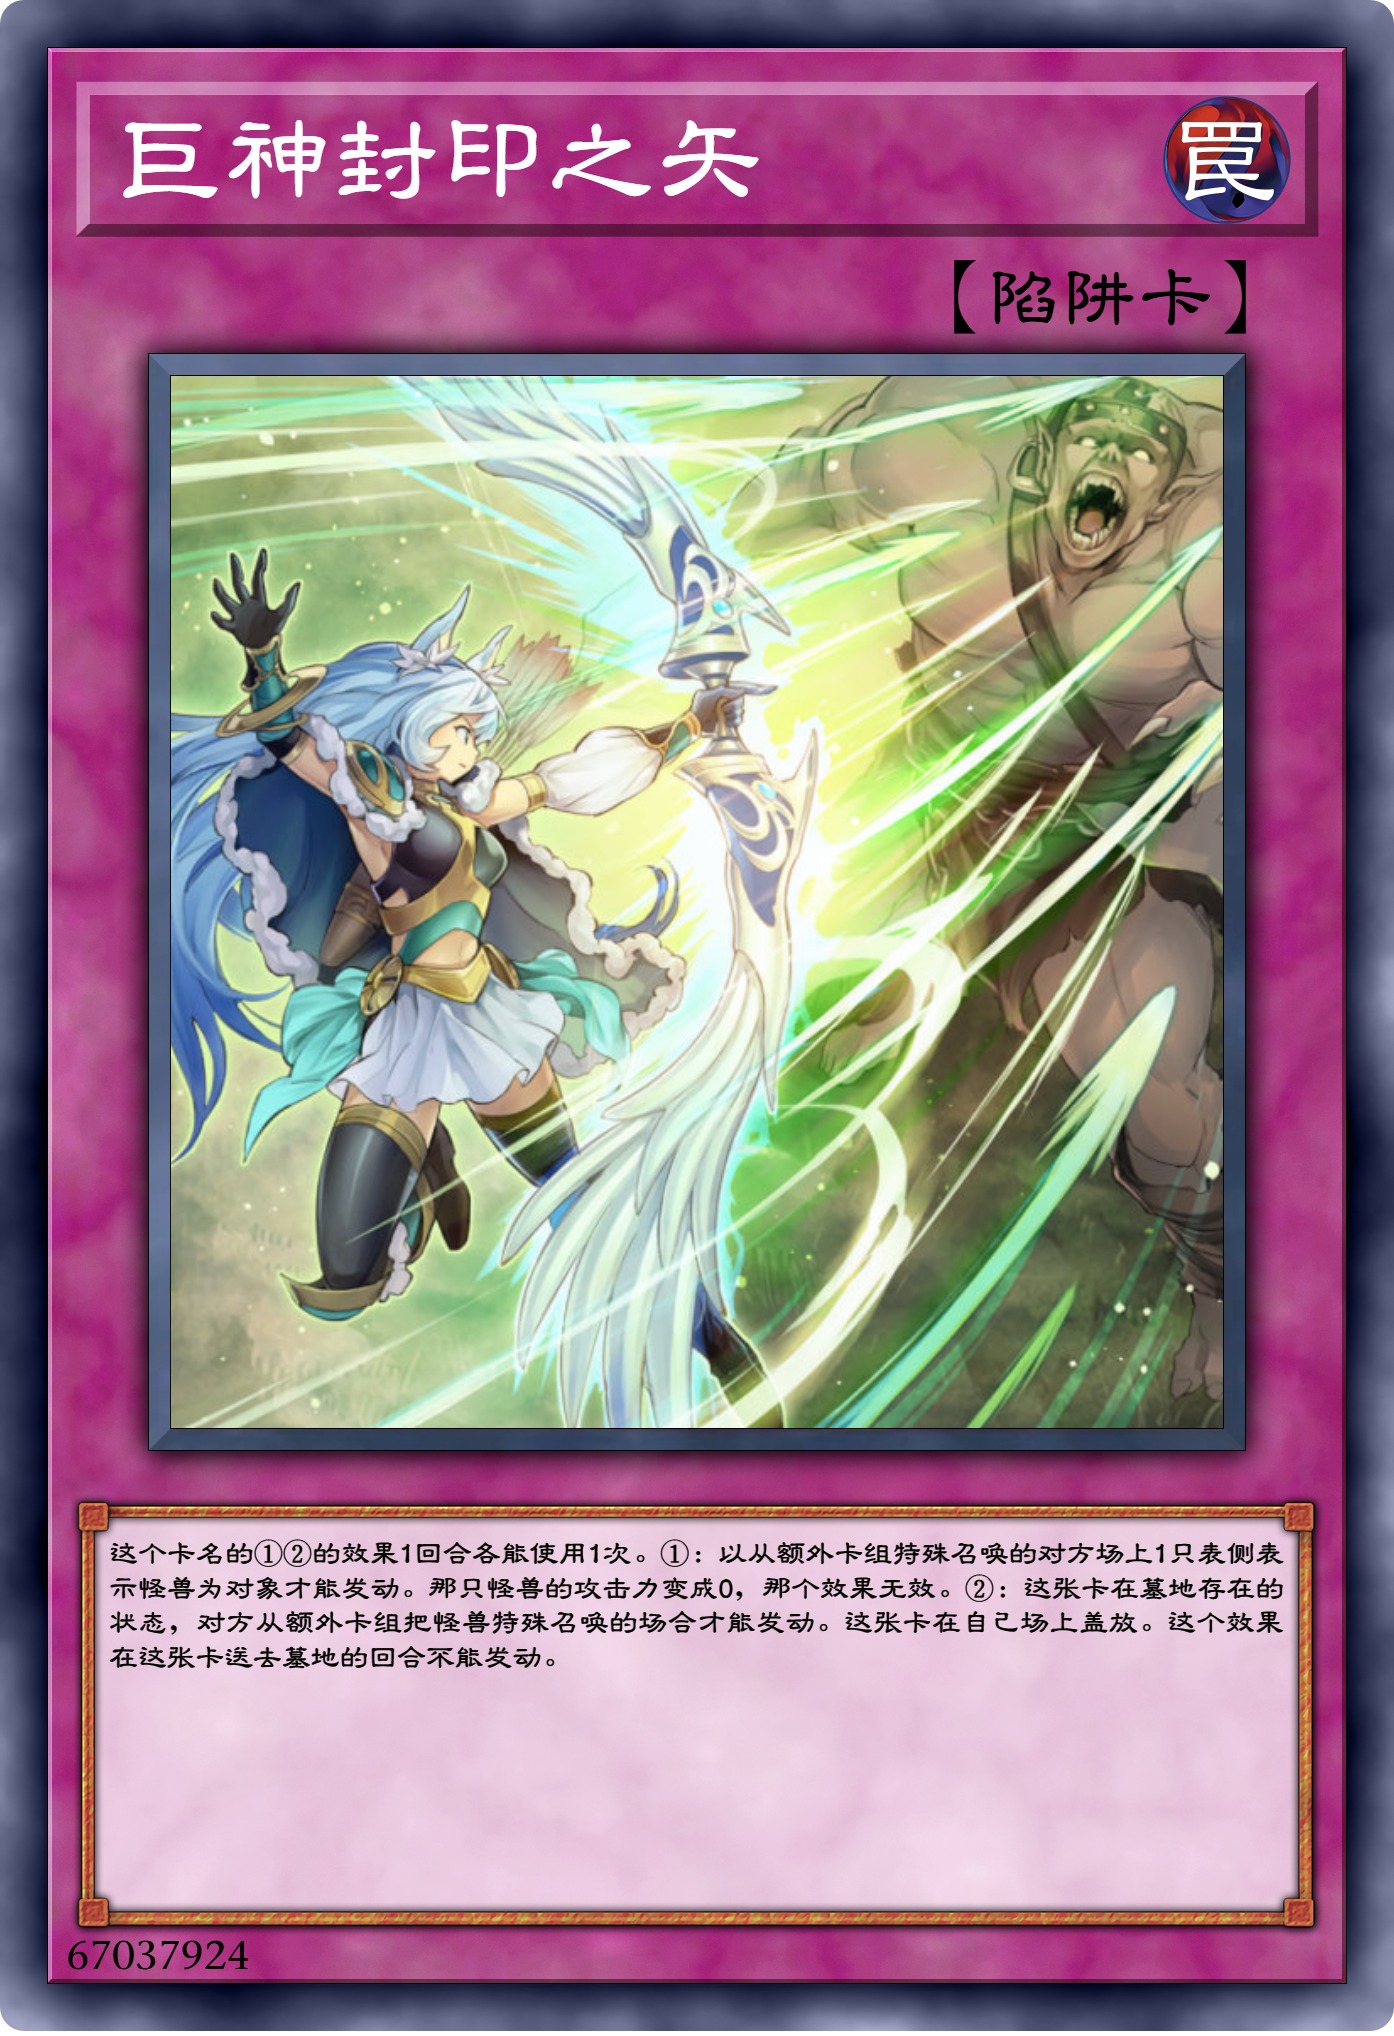 巨神封印之矢
罠
【陷阱卡】
这个卡名的①②的效果1回合各能使用1次。①：以从额外卡组特殊召唤的对方场上1只表侧表
示怪兽为对象才能发动。那只怪兽的攻击力变成0，那个效果无效。②：这张卡在墓地存在的
状态，对方从额外卡组把怪兽特殊召唤的场合才能发动。这张卡在自己场上盖放。这个效果
在这张卡送去墓地的回合不能发动。
67037924